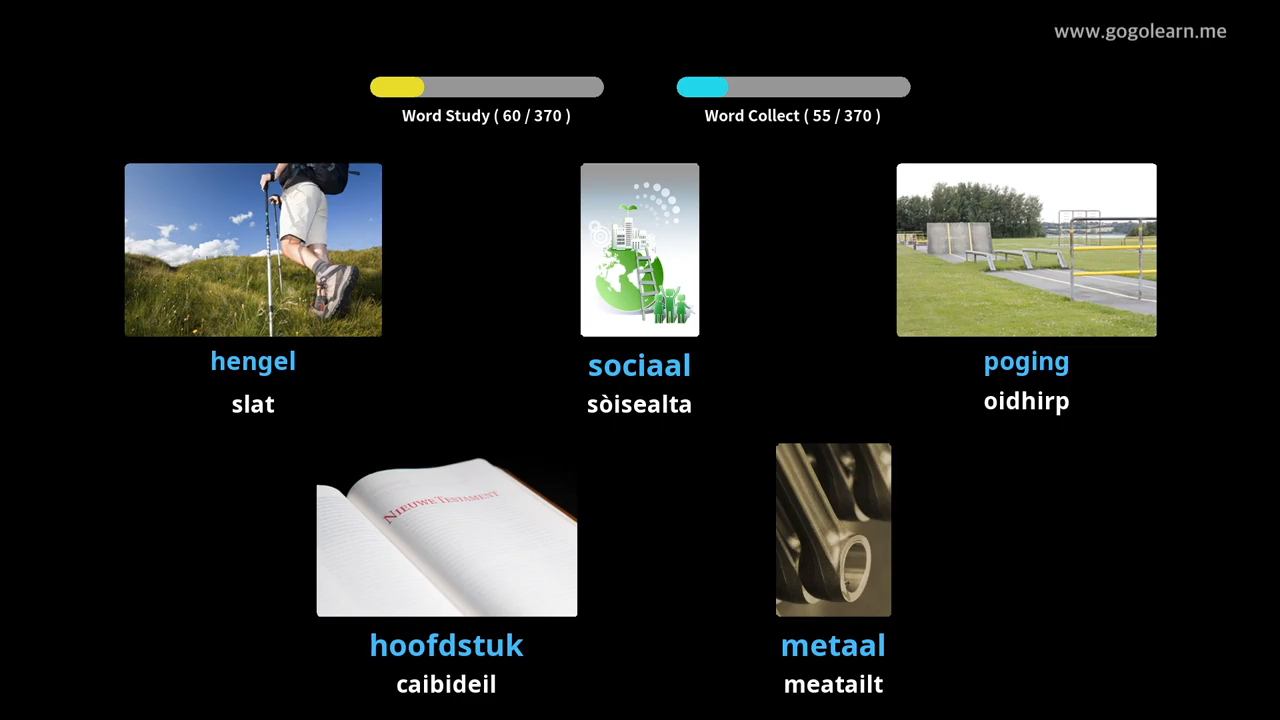 www.gogolearn.me
Word Study ( 60 / 370 )
Word Collect ( 55 / 370 )
hengel
slat
sociaal
sòisealta
poging
oidhirp
NIEUWE TESTAMENT
hoofdstuk
caibideil
metaal
meatailt